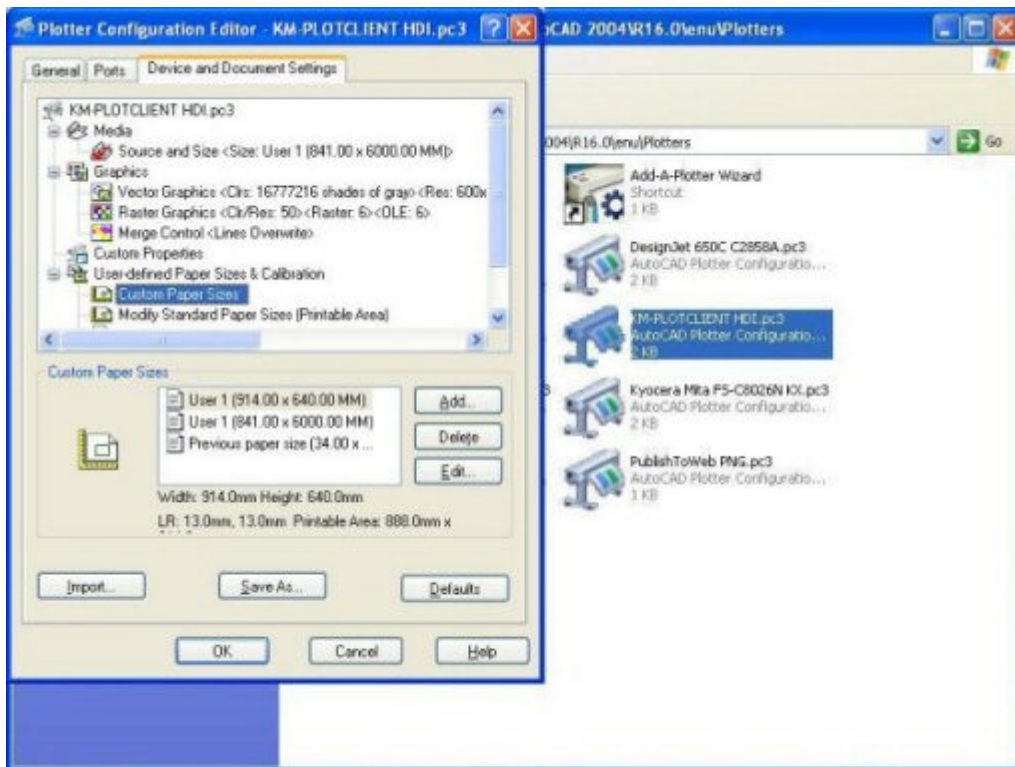 Plotter Configuration Editor - KM-PLOTCLIENT HDI.pc3
General
Ports
Device and Document Settings
KM-PLOTCLIENT HDI.pc3
Media
Source and Size <Size: User 1 (841.00 x 6000.00 MM)>
Graphics
Vector Graphics <Clrs: 16777216 shades of gray> <Res: 600x
Raster Graphics <Clr/Res: 50> <Raster: 6> <OLE: 6>
Merge Control <Lines Overwrite>
Custom Properties
User-defined Paper Sizes & Calibration
Custom Paper Sizes
Modify Standard Paper Sizes (Printable Area)
Custom Paper Sizes
User 1 (914.00 x 640.00 MM)
User 1 (841.00 x 6000.00 MM)
Previous paper size (34.00 x ...
Add...
Delete
Edit...
Width: 914.0mm Height: 640.0mm
LR: 13.0mm, 13.0mm Printable Area: 888.0mm x
Import...
Save As...
Defaults
OK
Cancel
Help
oCAD 2004\R16.0\enu\Plotters
004\R16.0\enu\Plotters
Go
Add-A-Plotter Wizard
Shortcut
1 KB
DesignJet 650C C2858A.pc3
AutoCAD Plotter Configuratio...
2 KB
KM-PLOTCLIENT HDI.pc3
AutoCAD Plotter Configuratio...
2 KB
Kyocera Mita FS-C8026N KX.pc3
AutoCAD Plotter Configuratio...
2 KB
PublishToWeb PNG.pc3
AutoCAD Plotter Configuratio...
1 KB